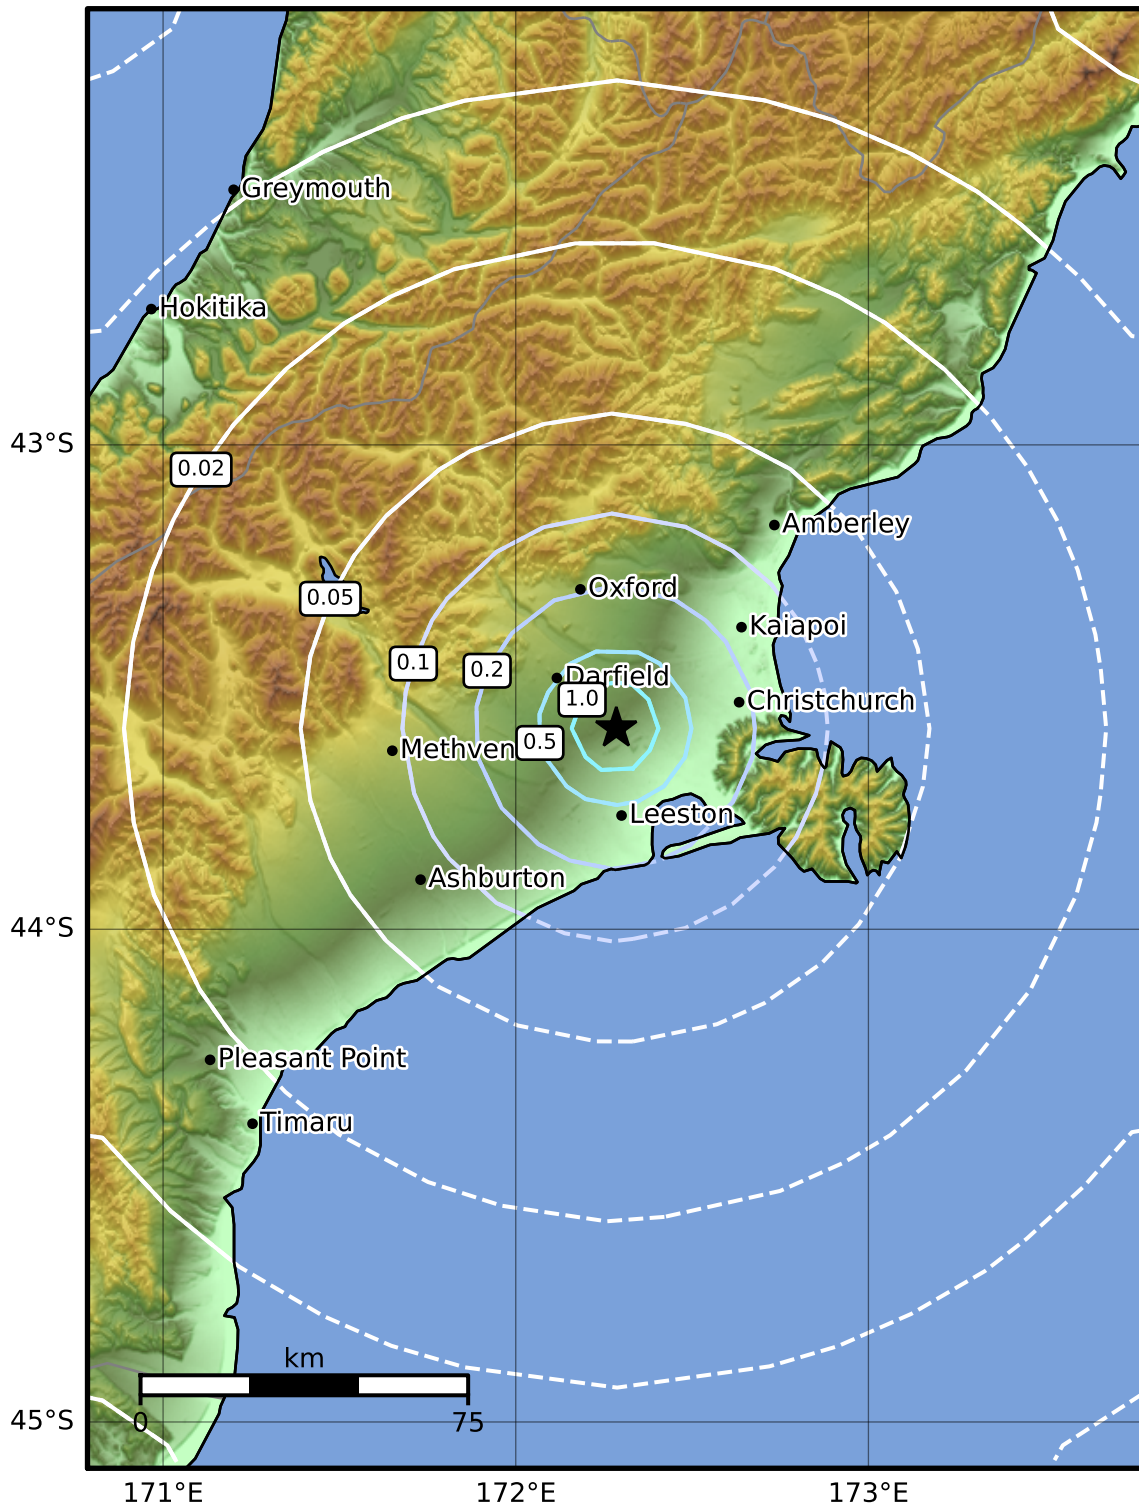 Greymouth
Hokitika
43°S
0.02
Amberley
Oxford
0.05
Kaiapoi
0.1
0.2
Darfield
1.0
Christchurch
0.5
Methven
Leeston
Ashburton
44°S
Pleasant Point
Timaru
km
0
75
45°S
171°E
172°E
173°E